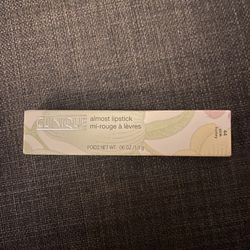 CLINIQUE
almost lipstick
mi-rouge à lèvres
POIDS NET WT. .06 OZ/1.9 g